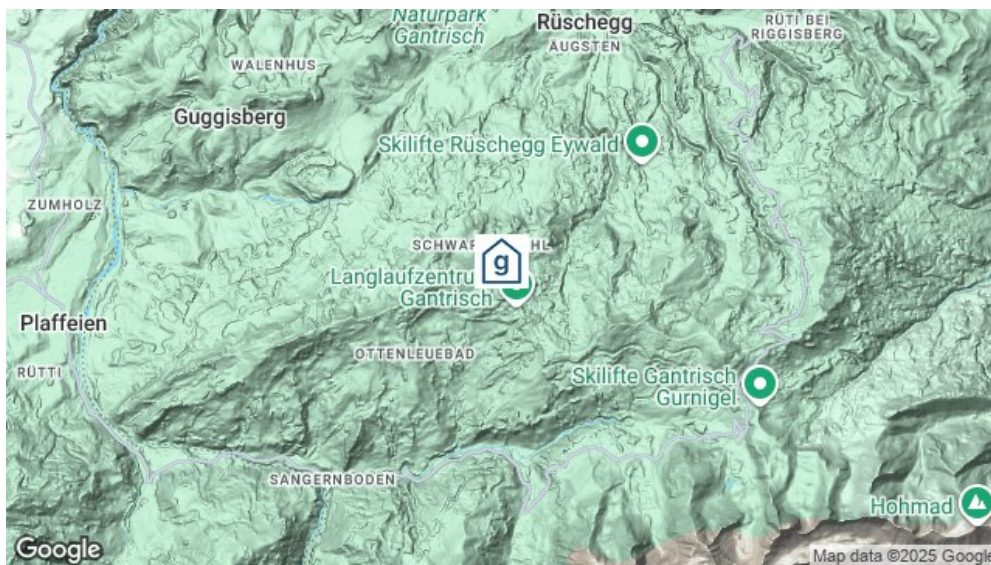 Naturpark
Gantrisch
Rüschegg
ÄUGSTEN
RÜTI BEI
RIGGISBERG
WALENHUS
Guggisberg
Skilifte Rüschegg Eywald
ZUMHOLZ
g
Gantrisch
Plaffeien
OTTENLEUEBAD
RÜTTI
Skilifte Gantrisch
Gurnigel
SANGERNBODEN
Hohmad
Google
Map data ©2025 Google